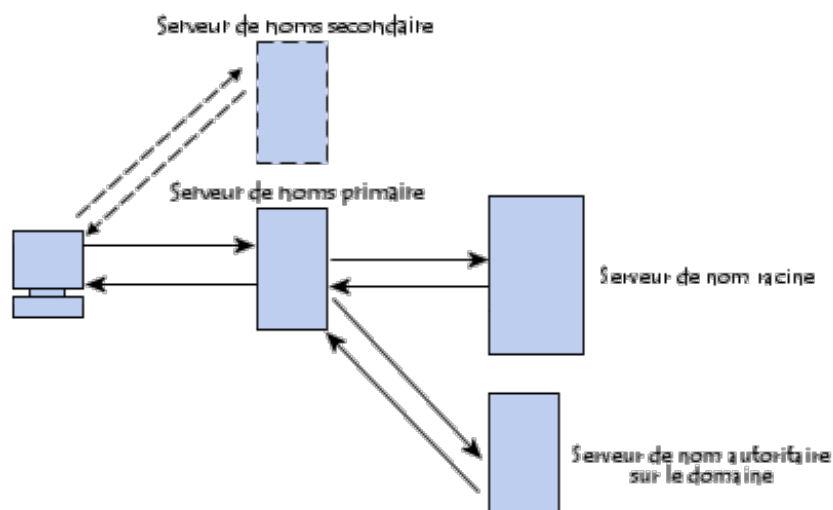 Serveur de noms secondaire
Serveur de noms primaire
Serveur de nom racine
Serveur de nom autoritaire
sur le domaine